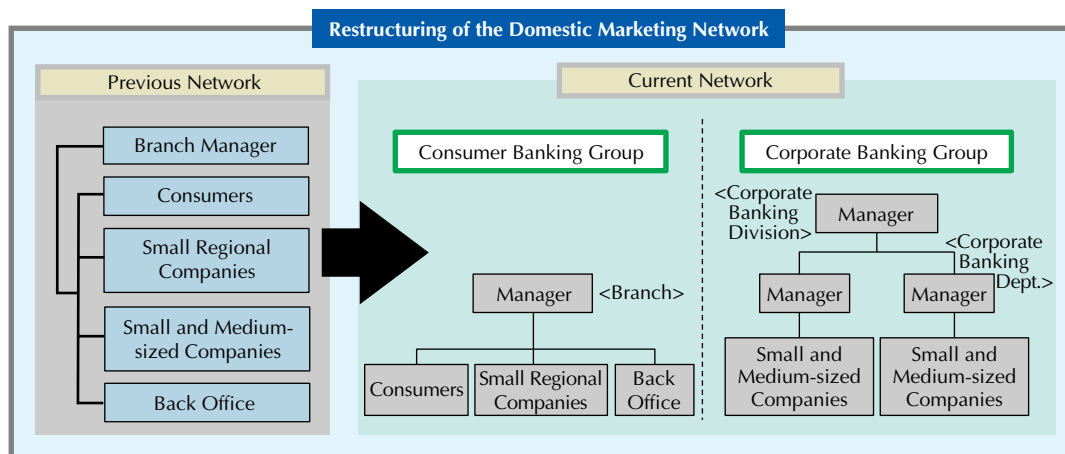 Restructuring of the Domestic Marketing Network
Previous Network
Branch Manager
Consumers
Small Regional
Companies
Small and Medium-
sized Companies
Back Office
Current Network
Consumer Banking Group
Manager
<Branch>
Consumers
Small Regional
Companies
Back
Office
Corporate Banking Group
<Corporate
Banking
Division>
Manager
<Corporate
Banking
Dept.>
Manager
Manager
Small and
Medium-sized
Companies
Small and
Medium-sized
Companies